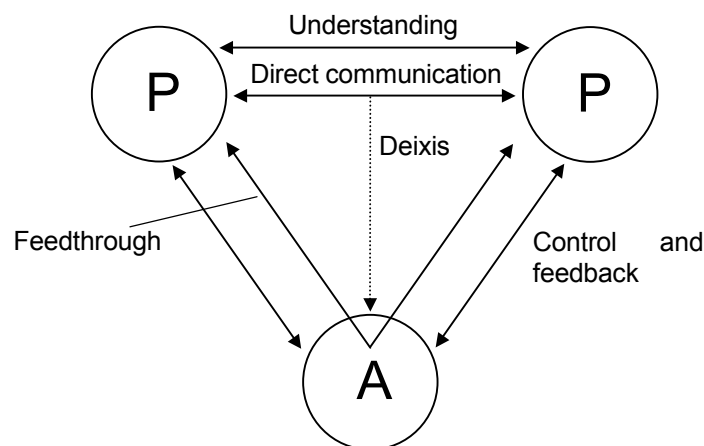 Understanding
P
Direct communication
P
Deixis
Feedthrough
Control and
feedback
A